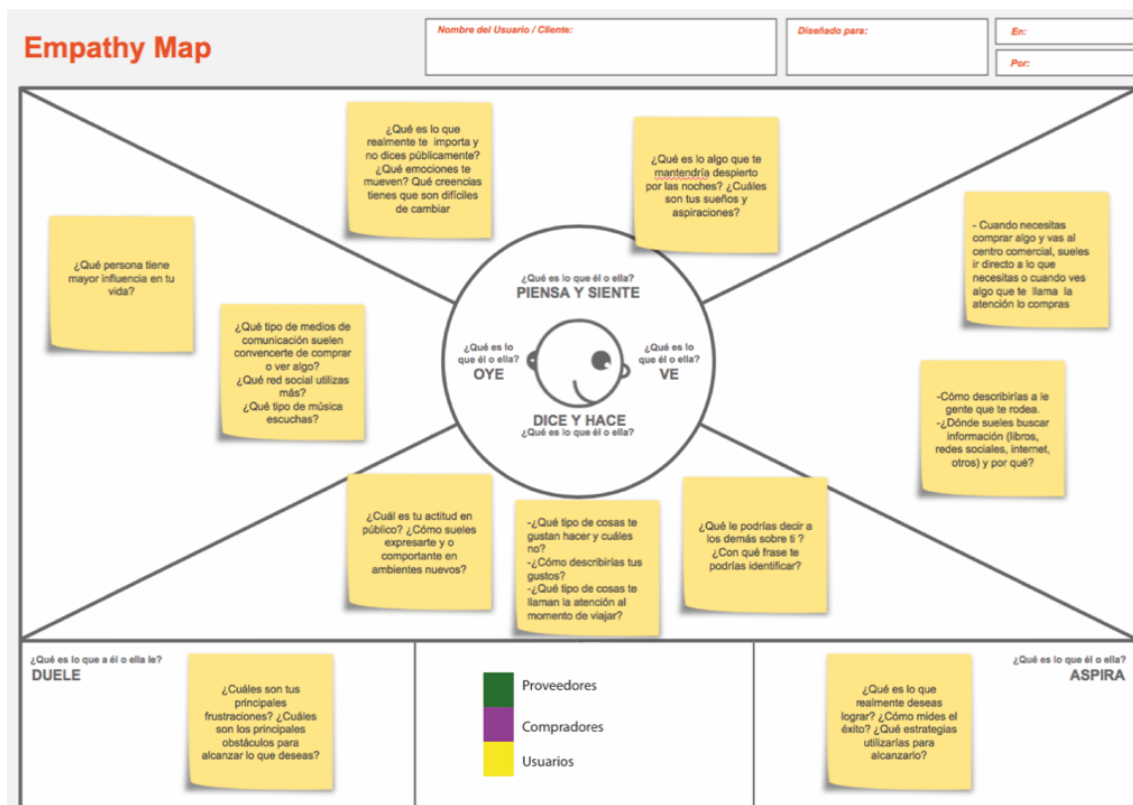 Empathy Map
Nombre del Usuario / Cliente:
Diseñado para:
En:
Por:
¿Qué es lo que
realmente te importa y
no dices públicamente?
¿Qué emociones te
mueven? Qué creencias
tienes que son difíciles
de cambiar
¿Qué es lo algo que te
mantendría despierto
por las noches? ¿Cuáles
son tus sueños y
aspiraciones?
¿Qué persona tiene
mayor influencia en tu
vida?
¿Qué tipo de medios de
comunicación suelen
convencerte de comprar
o ver algo?
¿Qué red social utilizas
más?
¿Qué tipo de música
escuchas?
- Cuando necesitas
comprar algo y vas al
centro comercial, sueles
ir directo a lo que
necesitas o cuando ves
algo que te llama la
atención lo compras
-Cómo describirías a le
gente que te rodea.
-¿Dónde sueles buscar
información (libros,
redes sociales, internet,
otros) y por qué?
¿Qué es lo que él o ella?
PIENSA Y SIENTE
¿Qué es lo
que él o ella?
OYE
¿Qué es lo
que él o ella?
VE
DICE Y HACE
¿Qué es lo que él o ella?
¿Cuál es tu actitud en
público? ¿Cómo sueles
expresarte y o
comportante en
ambientes nuevos?
-¿Qué tipo de cosas te
gustan hacer y cuáles
no?
-¿Cómo describirías tus
gustos?
-¿Qué tipo de cosas te
llaman la atención al
momento de viajar?
¿Qué le podrías decir a
los demás sobre ti ?
¿Con qué frase te
podrías identificar?
¿Qué es lo que a él o ella le?
DUELE
¿Cuáles son tus
principales
frustraciones? ¿Cuáles
son los principales
obstáculos para
alcanzar lo que deseas?
Proveedores
Compradores
Usuarios
¿Qué es lo que él o ella?
ASPIRA
¿Qué es lo que
realmente deseas
lograr? ¿Cómo mides el
éxito? ¿Qué estrategias
utilizarías para
alcanzarlo?